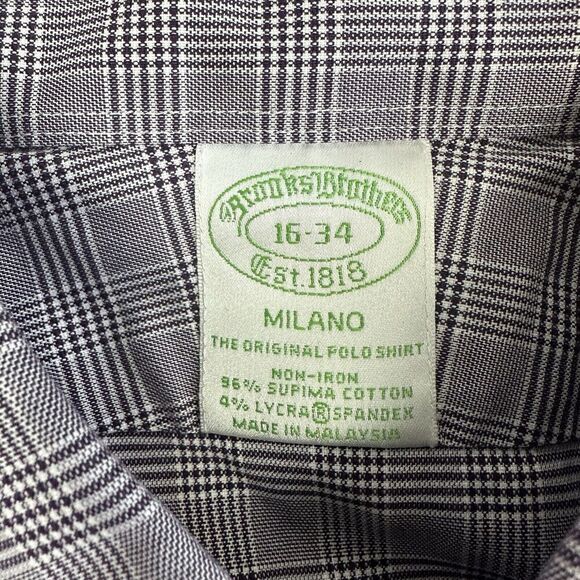 Brooks Brothers
16-34
Est. 1818
MILANO
THE ORIGINAL POLO SHIRT
NON-IRON
96% SUPIMA COTTON
4% LYCRA® SPANDEX
MADE IN MALAYSIA